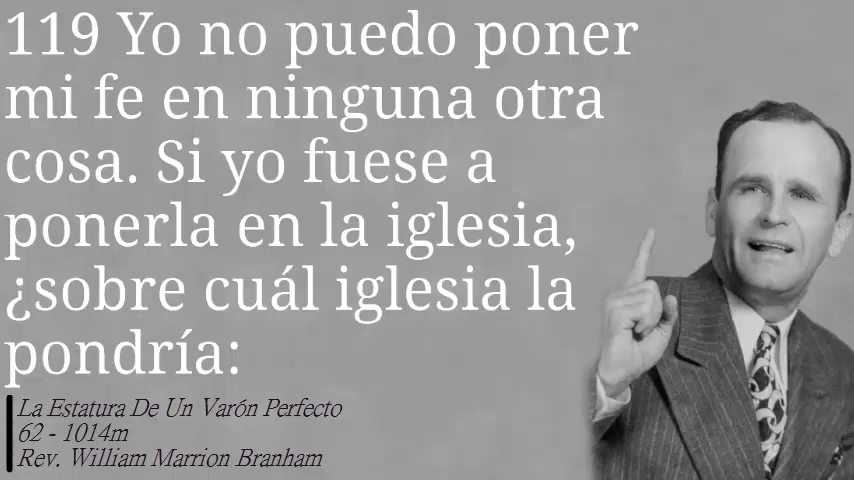 119 Yo no puedo poner
mi fe en ninguna otra
cosa. Si yo fuese a
ponerla en la iglesia,
¿sobre cuál iglesia la
pondría:
La Estatura De Un Varón Perfecto
62 - 1014m
Rev. William Marrion Branham